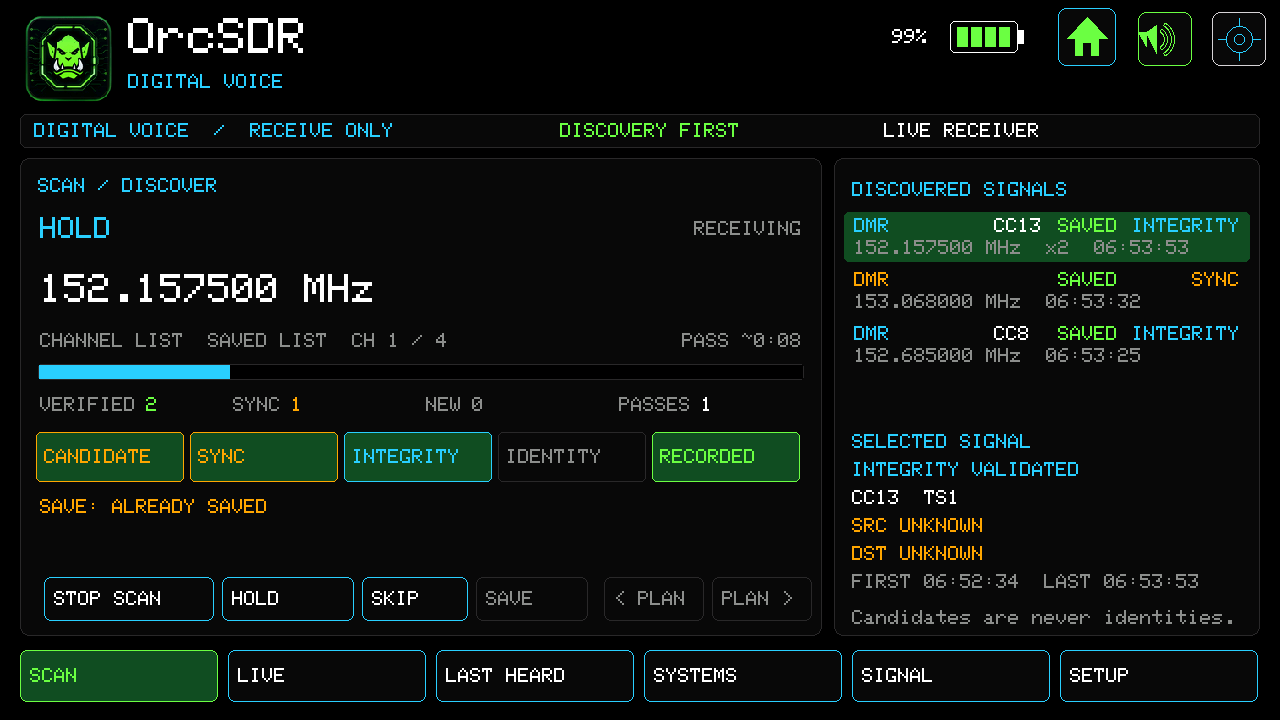 OrcSDR
DIGITAL VOICE
99%
DIGITAL VOICE / RECEIVE ONLY DISCOVERY FIRST LIVE RECEIVER
SCAN / DISCOVER
HOLD RECEIVING
152.157500 MHz
CHANNEL LIST SAVED LIST CH 1 / 4 PASS ~0:08
VERIFIED 2 SYNC 1 NEW 0 PASSES 1
CANDIDATE SYNC INTEGRITY IDENTITY RECORDED
SAVE: ALREADY SAVED
STOP SCAN HOLD SKIP SAVE < PLAN PLAN >
DISCOVERED SIGNALS
DMR CC13 SAVED INTEGRITY
152.157500 MHz x2 06:53:53
DMR SAVED SYNC
153.068000 MHz 06:53:32
DMR CC8 SAVED INTEGRITY
152.685000 MHz 06:53:25
SELECTED SIGNAL
INTEGRITY VALIDATED
CC13 TS1
SRC UNKNOWN
DST UNKNOWN
FIRST 06:52:34 LAST 06:53:53
Candidates are never identities.
SCAN LIVE LAST HEARD SYSTEMS SIGNAL SETUP